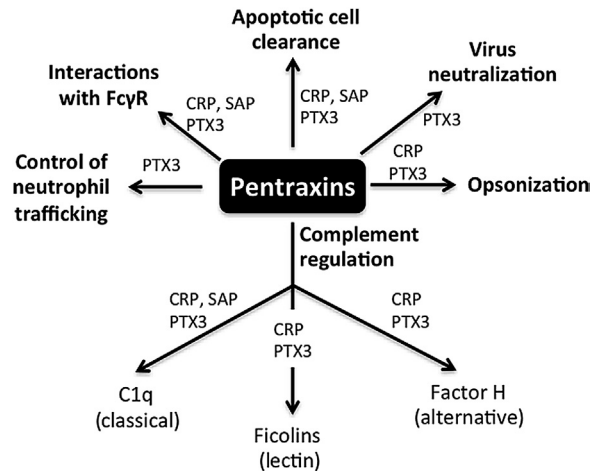 Apoptotic cell
clearance
Virus
neutralization
Interactions
with FcγR
CRP, SAP
PTX3
CRP, SAP
PTX3
PTX3
Control of
neutrophil
trafficking
PTX3
Pentraxins
CRP
PTX3
Opsonization
Complement
regulation
CRP, SAP
PTX3
CRP
PTX3
CRP
PTX3
C1q
(classical)
Ficolins
(lectin)
Factor H
(alternative)